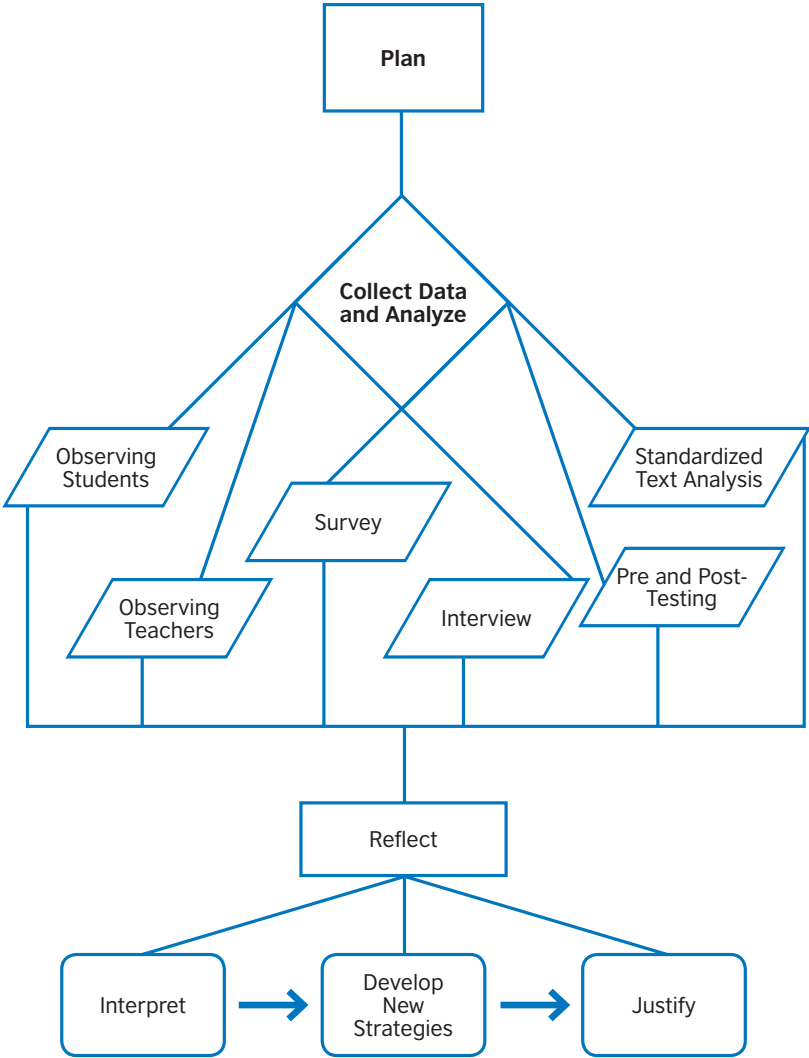 Plan
Collect Data
and Analyze
Observing
Students
Standardized
Text Analysis
Survey
Pre and Post-
Testing
Observing
Teachers
Interview
Reflect
Interpret
Develop
New
Strategies
Justify